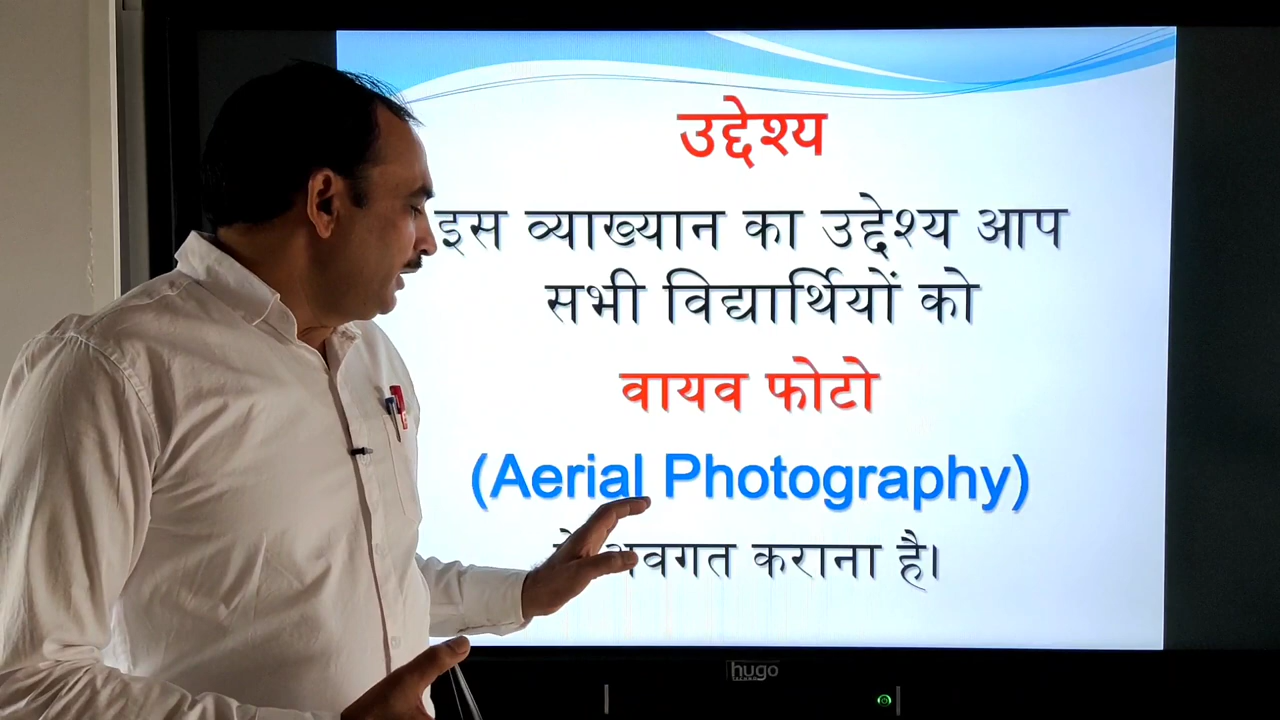 उद्देश्य
इस व्याख्यान का उद्देश्य आप
सभी विद्यार्थियों को
वायव फोटो
(Aerial Photography)
अवगत कराना है।
hugo